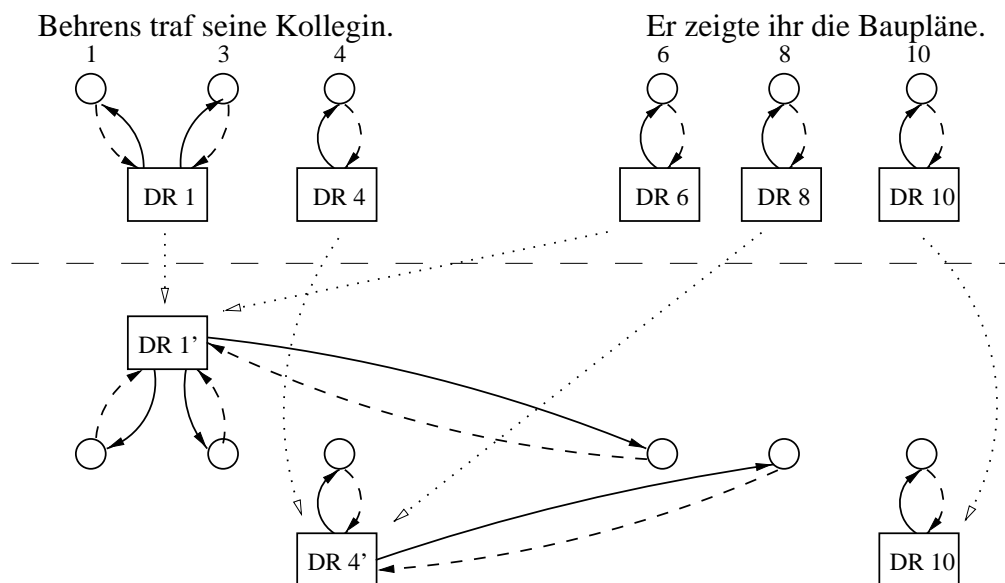 Behrens traf seine Kollegin. Er zeigte ihr die Baupläne.
1 3 4 6 8 10
DR 1 DR 4 DR 6 DR 8 DR 10
DR 1’
DR 4’ DR 10